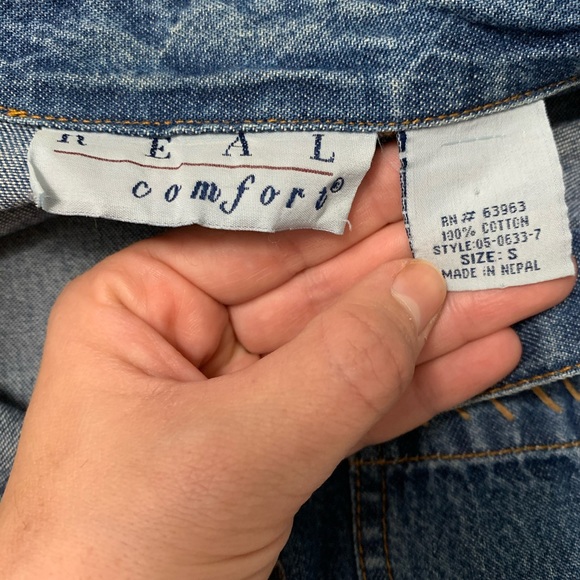 REAL
comfort®
RN # 63963
100% COTTON
STYLE:05-0633-7
SIZE: S
MADE IN NEPAL